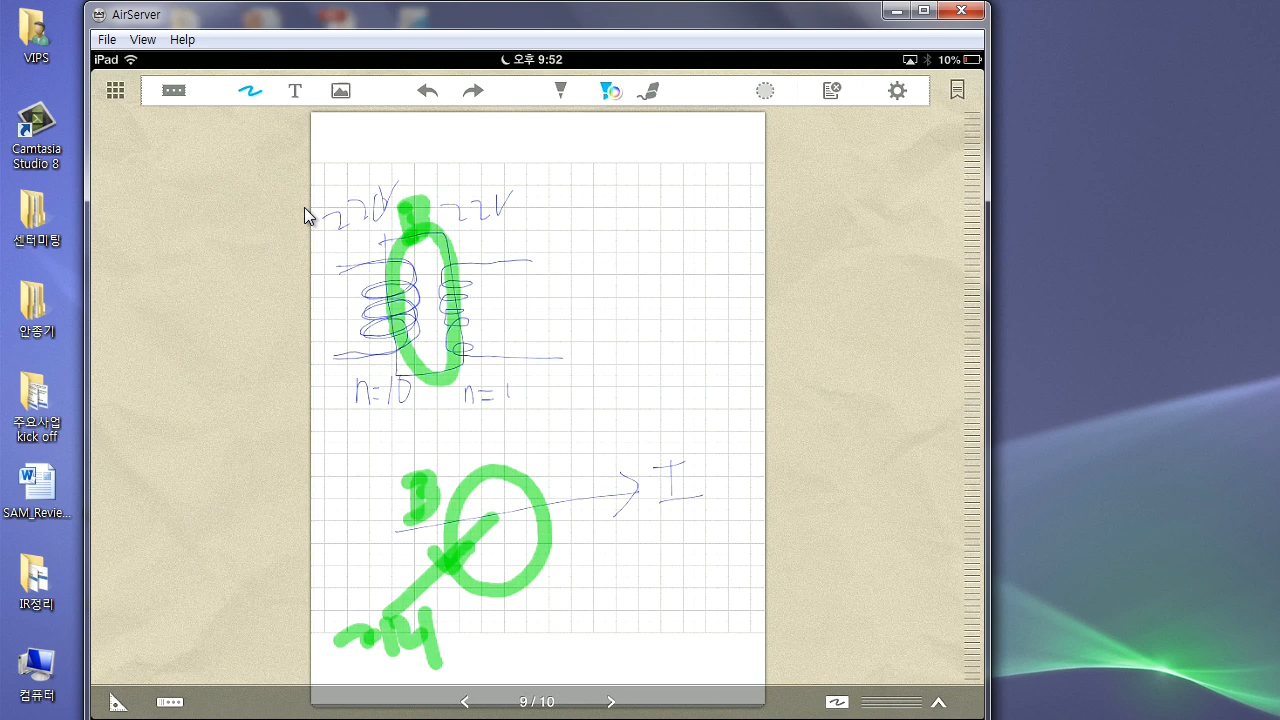 AirServer
File View Help
iPad 오후 9:52 10%
T
220V 22V
n=10 n=1
B
I
9 / 10
VIPS
Camtasia
Studio 8
센터미팅
안종기
주요사업
kick off
SAM_Revie...
IR정리
컴퓨터